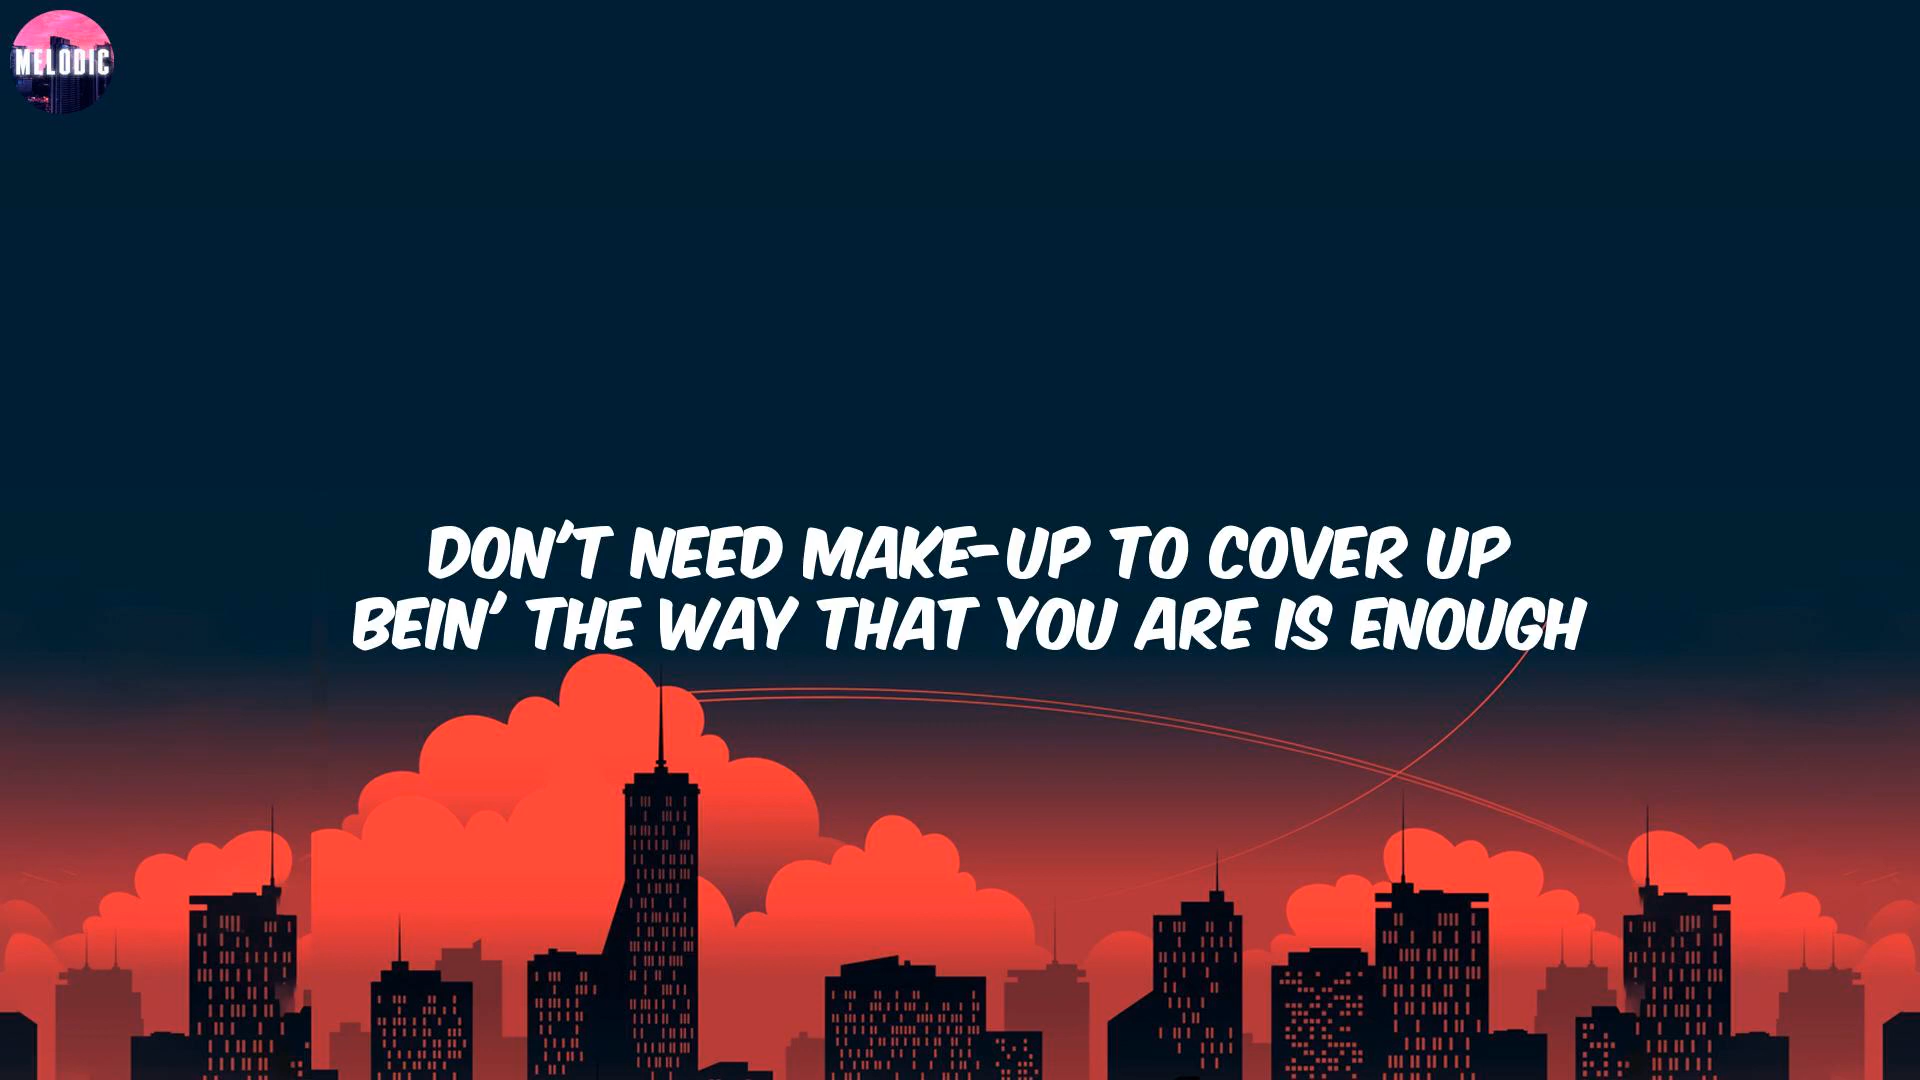 MELODIC
DON'T NEED MAKE-UP TO COVER UP
BEIN' THE WAY THAT YOU ARE IS ENOUGH